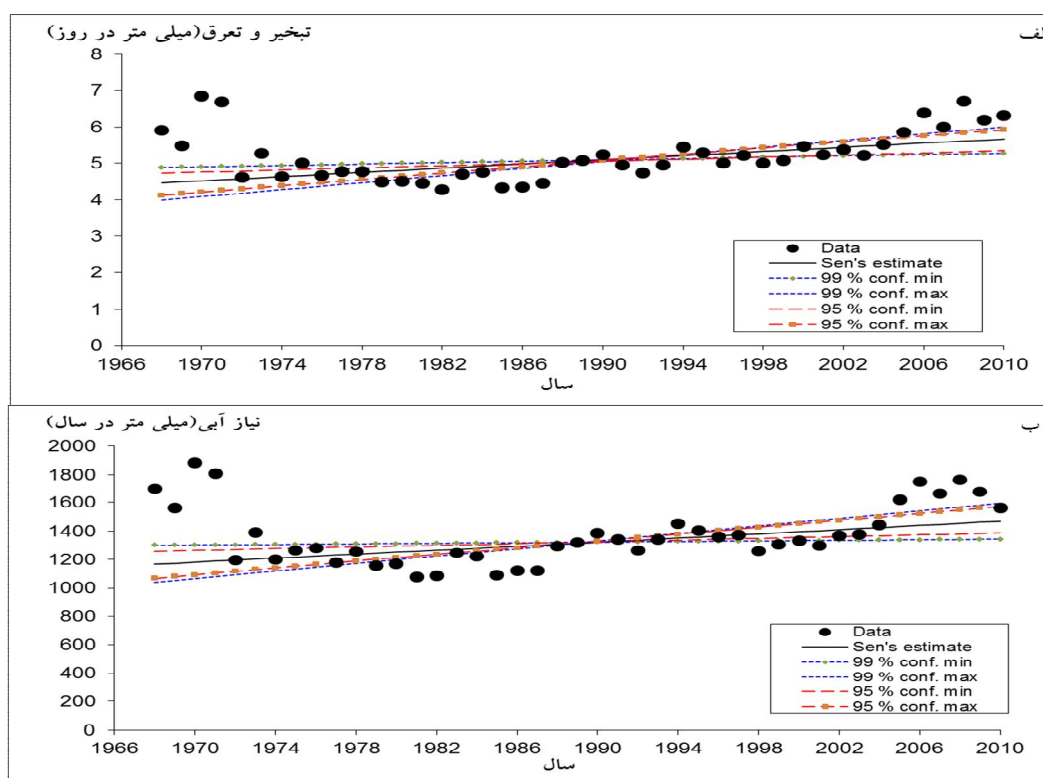 تبخیر و تعرق(میلی متر در روز)
لف
8
7
6
5
4
3
2
1
0
Data
Sen's estimate
99 % conf. min
99 % conf. max
95 % conf. min
95 % conf. max
1966 1970 1974 1978 1982 1986 1990 1994 1998 2002 2006 2010
سال
نیاز آبی(میلی متر در سال)
ب
2000
1800
1600
1400
1200
1000
800
600
400
200
0
Data
Sen's estimate
99 % conf. min
99 % conf. max
95 % conf. min
95 % conf. max
1966 1970 1974 1978 1982 1986 1990 1994 1998 2002 2006 2010
سال